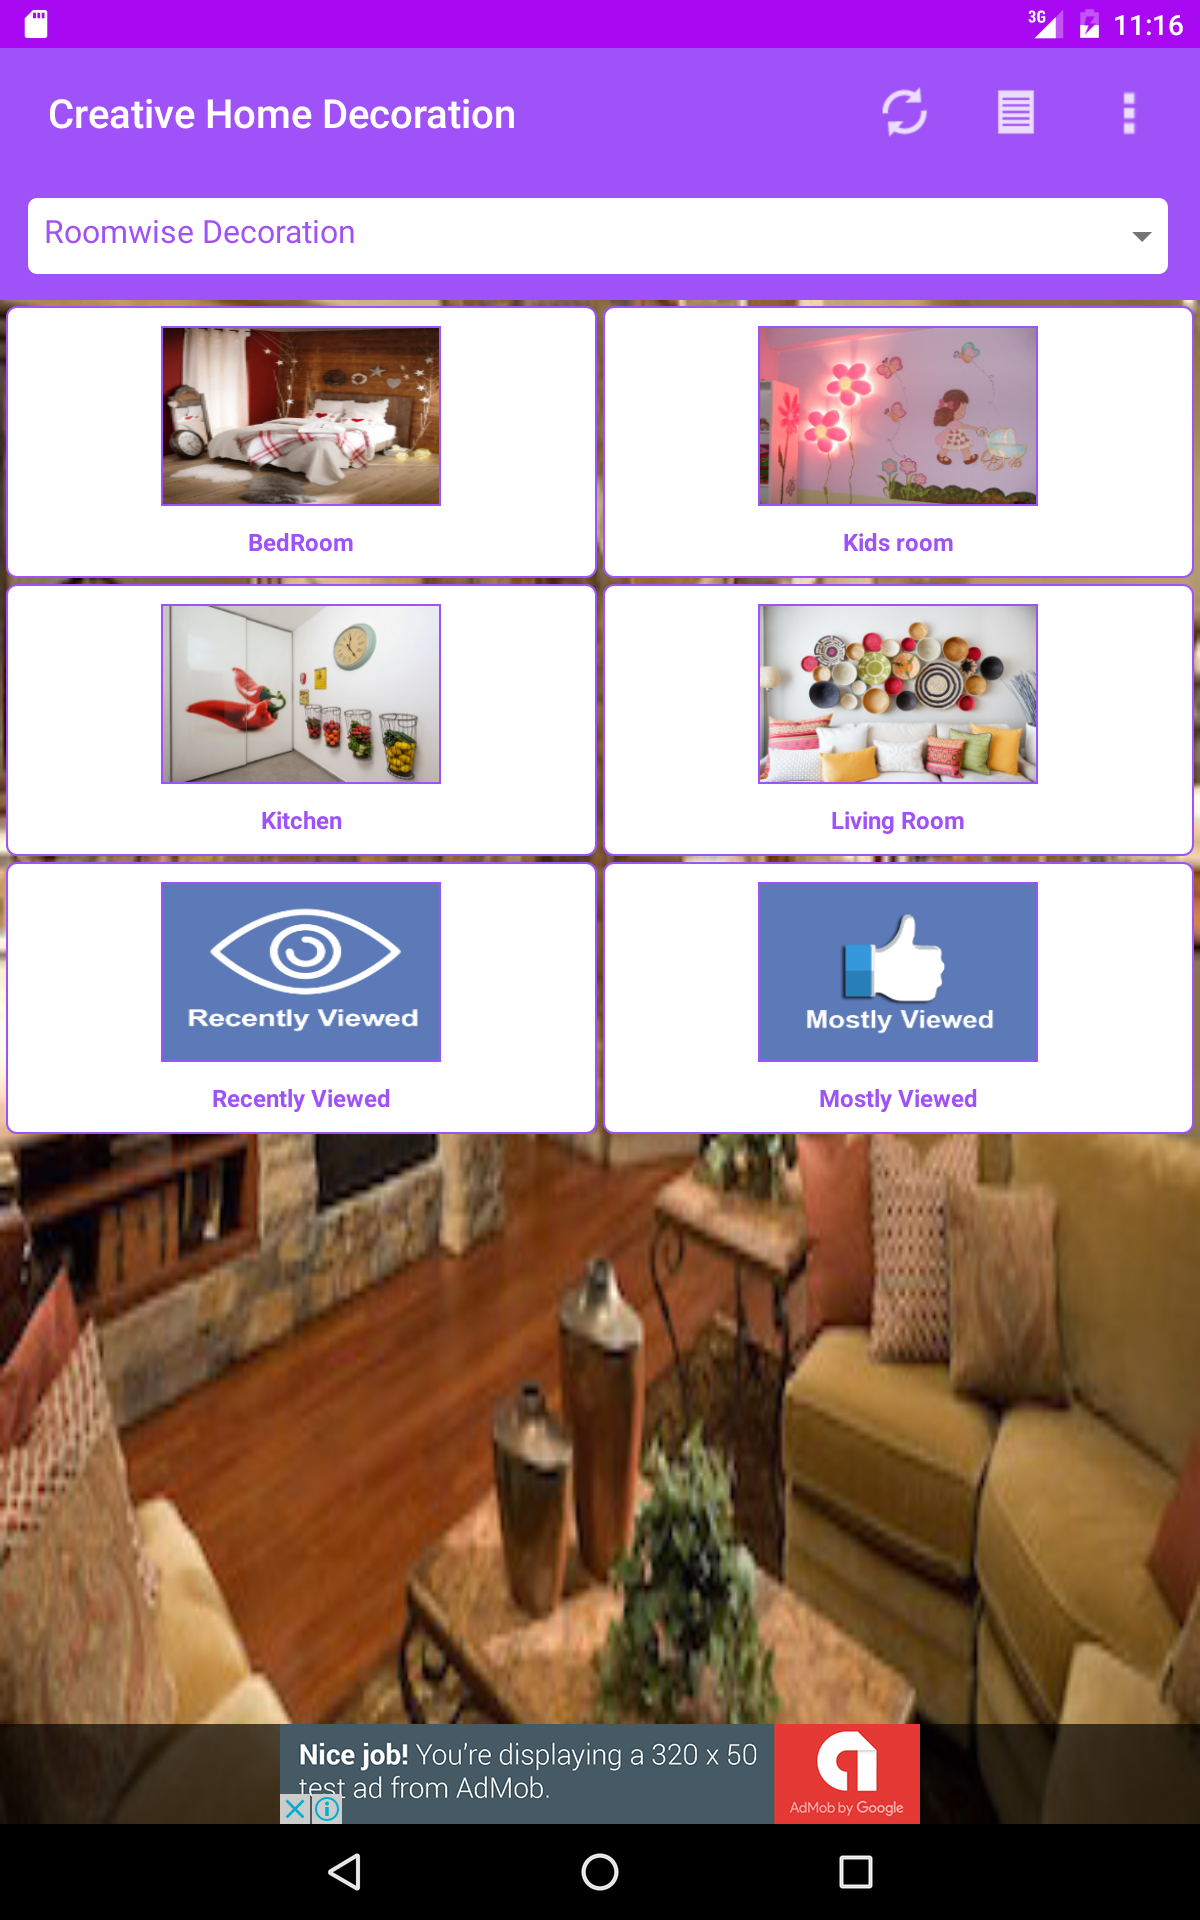 3G
11:16
Creative Home Decoration
Roomwise Decoration
BedRoom
Kids room
Kitchen
Living Room
Recently Viewed
Mostly Viewed
Recently Viewed
Mostly Viewed
Nice job! You're displaying a 320 x 50
test ad from AdMob.
AdMob by Google